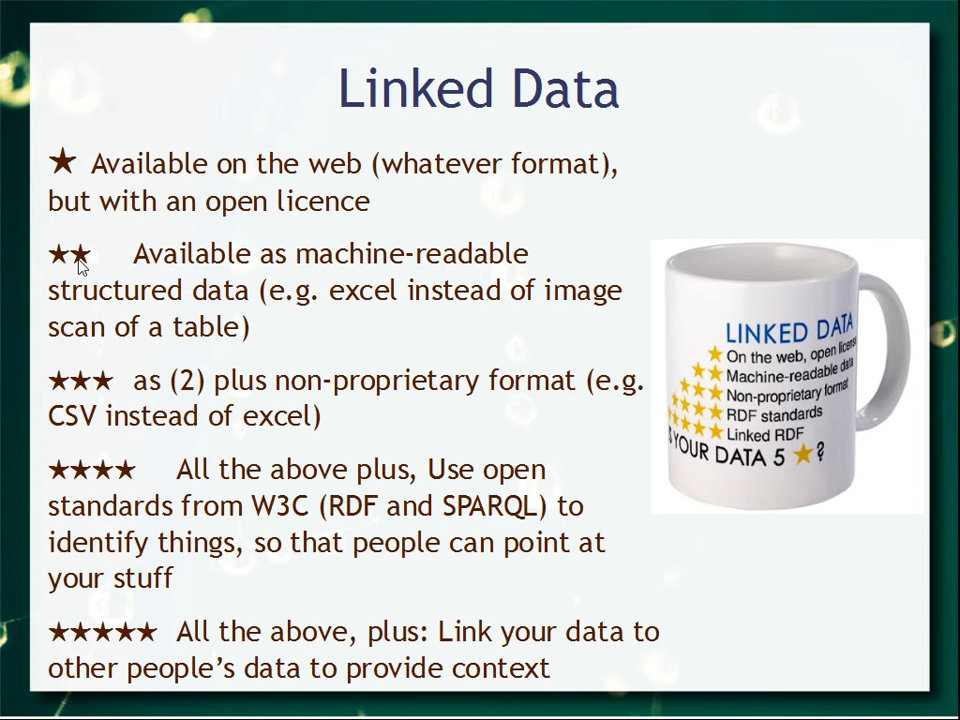 Linked Data
★ Available on the web (whatever format),
but with an open licence
★★ Available as machine-readable
structured data (e.g. excel instead of image
scan of a table)
★★★ as (2) plus non-proprietary format (e.g.
CSV instead of excel)
★★★★ All the above plus, Use open
standards from W3C (RDF and SPARQL) to
identify things, so that people can point at
your stuff
★★★★★ All the above, plus: Link your data to
other people’s data to provide context
LINKED DATA
★ On the web, open license
★★ Machine-readable data
★★★ Non-proprietary format
★★★★ RDF standards
★★★★★ Linked RDF
YOUR DATA 5 ★?